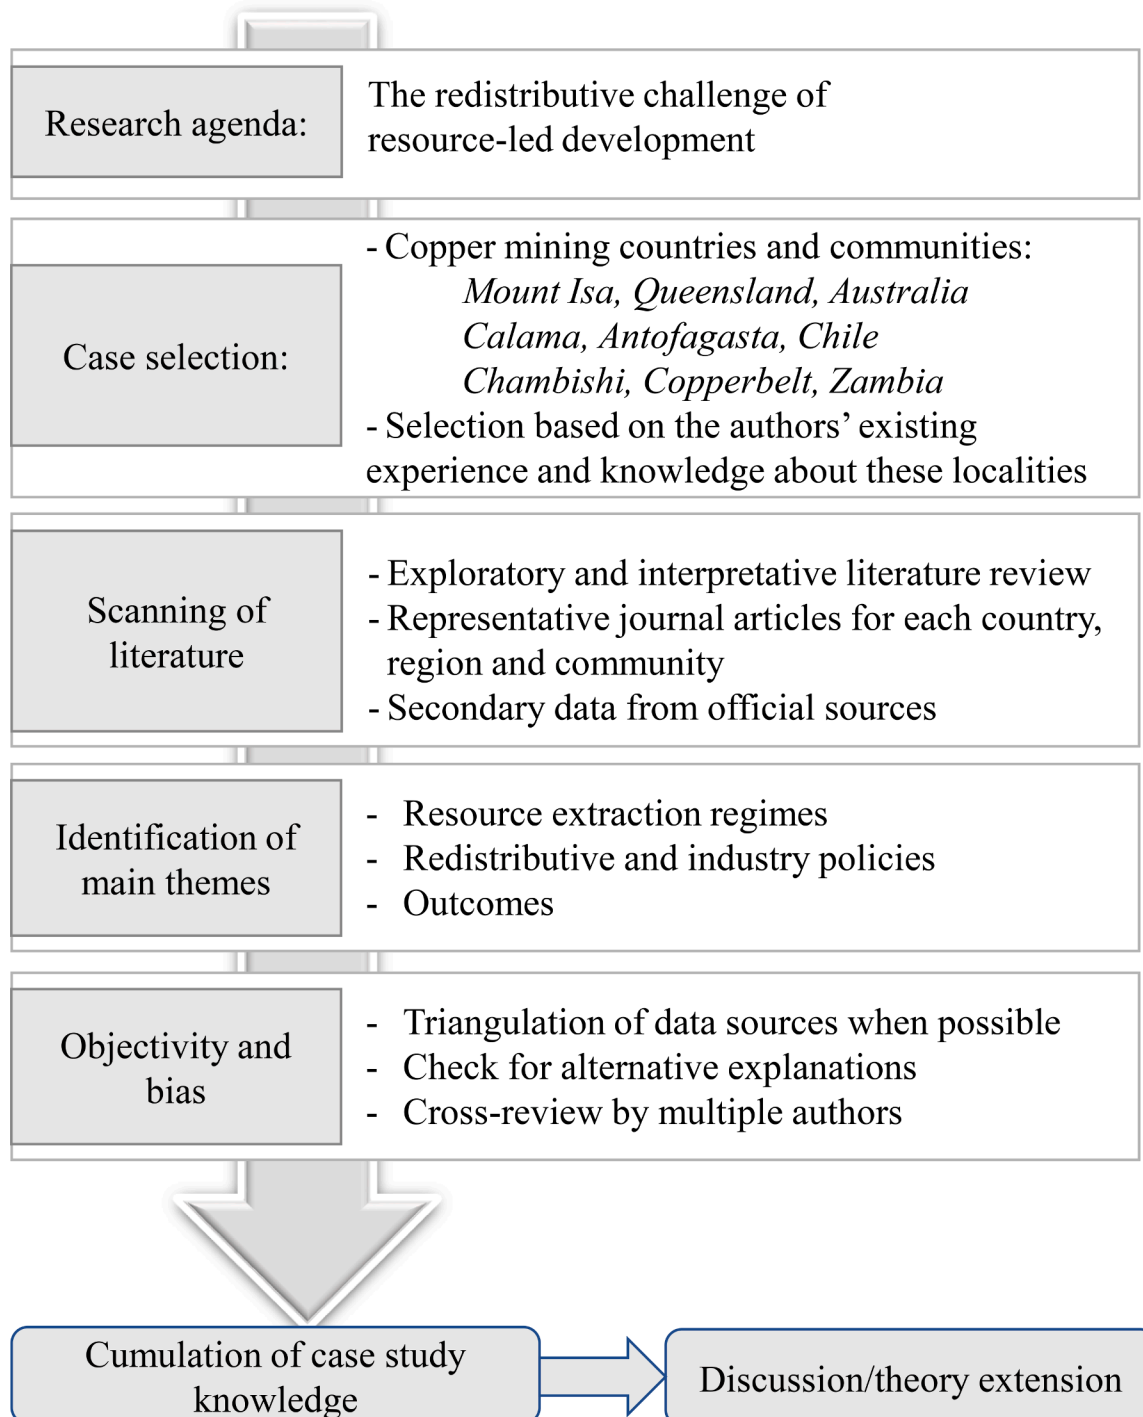 Research agenda:
The redistributive challenge of
resource-led development
Case selection:
- Copper mining countries and communities:
Mount Isa, Queensland, Australia
Calama, Antofagasta, Chile
Chambishi, Copperbelt, Zambia
- Selection based on the authors’ existing
experience and knowledge about these localities
Scanning of
literature
- Exploratory and interpretative literature review
- Representative journal articles for each country,
region and community
- Secondary data from official sources
Identification of
main themes
- Resource extraction regimes
- Redistributive and industry policies
- Outcomes
Objectivity and
bias
- Triangulation of data sources when possible
- Check for alternative explanations
- Cross-review by multiple authors
Cumulation of case study
knowledge
Discussion/theory extension